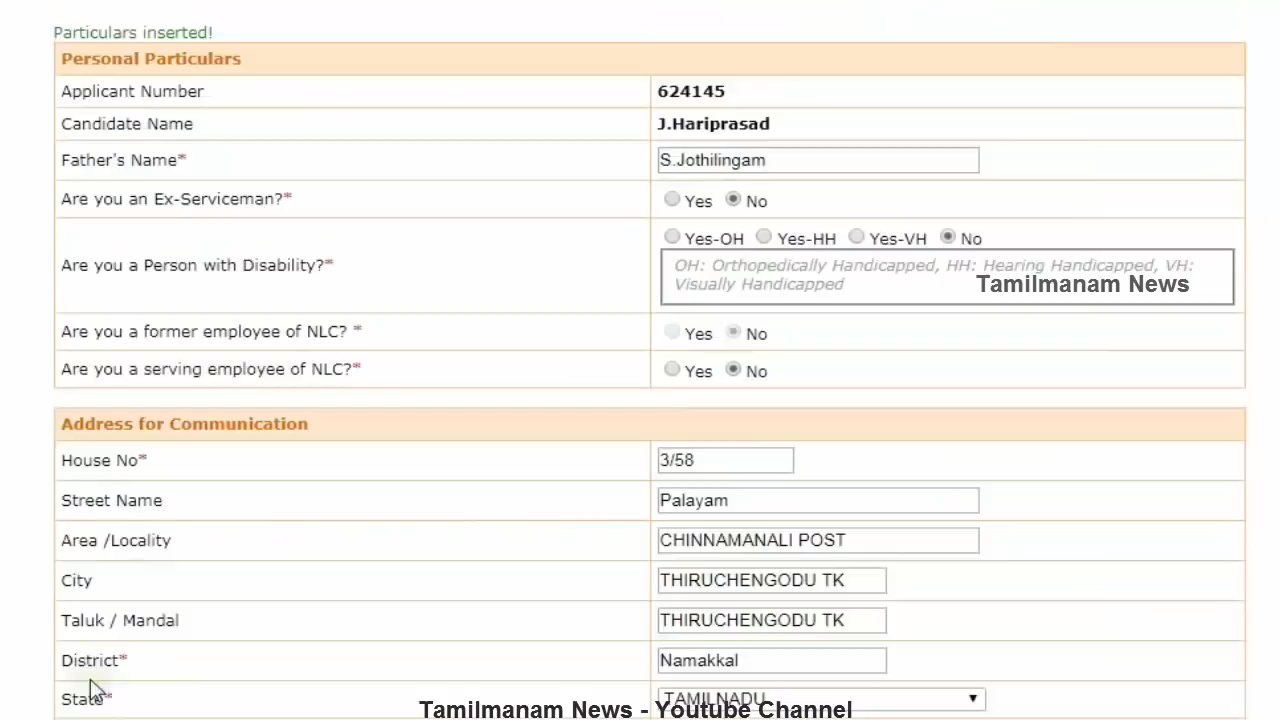 Particulars inserted!
Personal Particulars
Applicant Number 624145
Candidate Name J.Hariprasad
Father's Name* S.Jothilingam
Are you an Ex-Serviceman?* Yes No
Are you a Person with Disability?* Yes-OH Yes-HH Yes-VH No
OH: Orthopedically Handicapped, HH: Hearing Handicapped, VH:
Visually Handicapped
Tamilmanam News
Are you a former employee of NLC? * Yes No
Are you a serving employee of NLC?* Yes No
Address for Communication
House No* 3/58
Street Name Palayam
Area /Locality CHINNAMANALI POST
City THIRUCHENGODU TK
Taluk / Mandal THIRUCHENGODU TK
District* Namakkal
State* TAMILNADU
Tamilmanam News - Youtube Channel